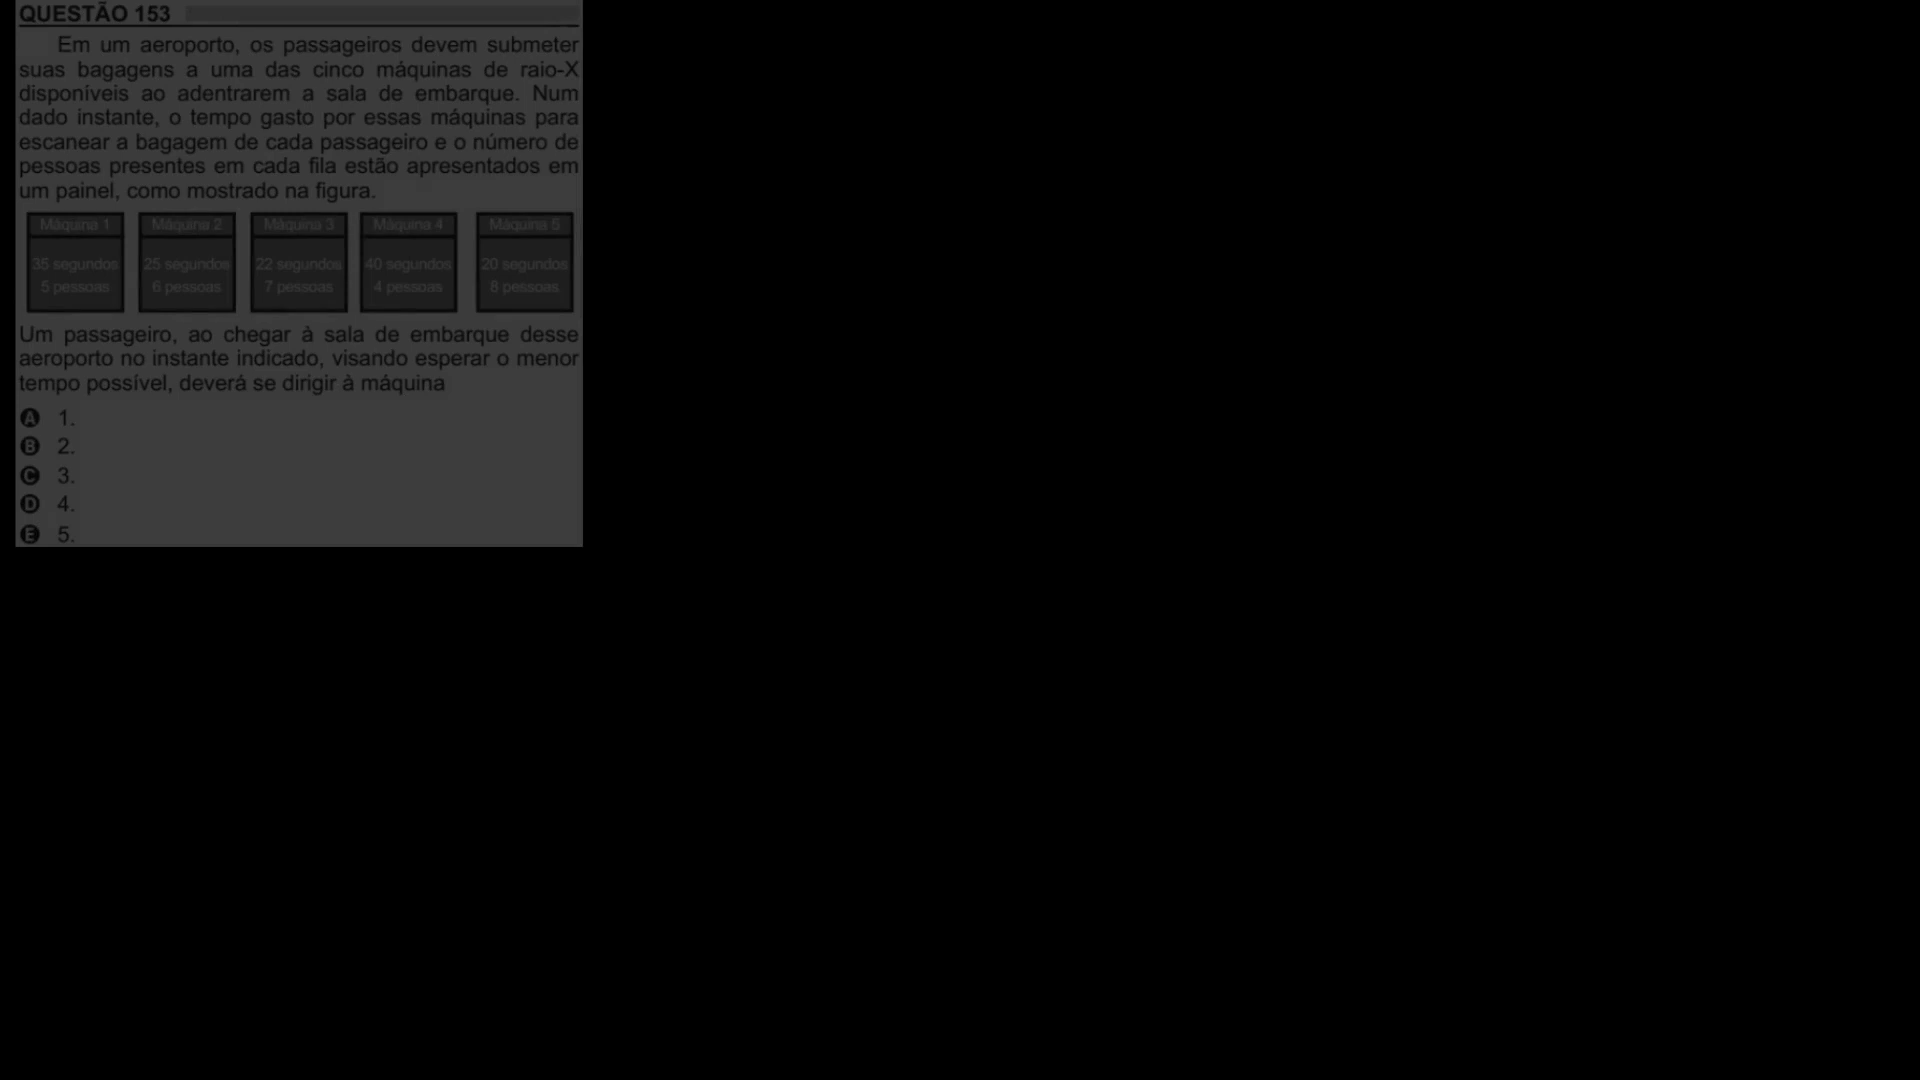 QUESTÃO 153
Em um aeroporto, os passageiros devem submeter
suas bagagens a uma das cinco máquinas de raio-X
disponíveis ao adentrarem a sala de embarque. Num
dado instante, o tempo gasto por essas máquinas para
escanear a bagagem de cada passageiro e o número de
pessoas presentes em cada fila estão apresentados em
um painel, como mostrado na figura.
Máquina 1 Máquina 2 Máquina 3 Máquina 4 Máquina 5
35 segundos 25 segundos 22 segundos 40 segundos 20 segundos
5 pessoas 6 pessoas 7 pessoas 4 pessoas 8 pessoas
Um passageiro, ao chegar à sala de embarque desse
aeroporto no instante indicado, visando esperar o menor
tempo possível, deverá se dirigir à máquina
A 1.
B 2.
C 3.
D 4.
E 5.